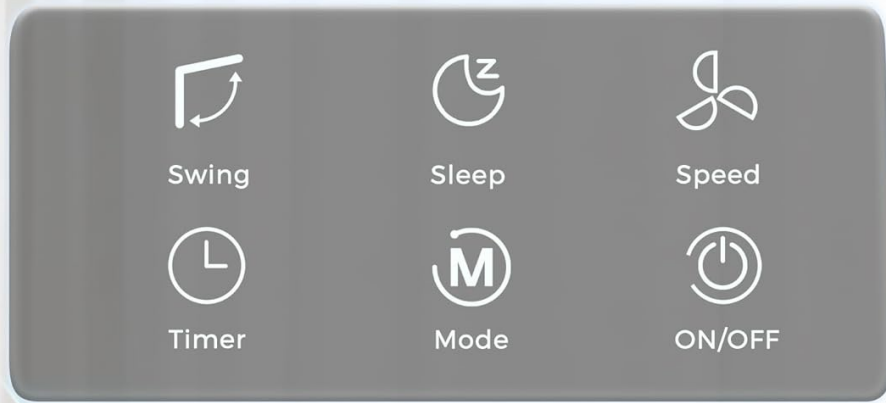 Z
Swing
Sleep
Speed
M
Timer
Mode
ON/OFF